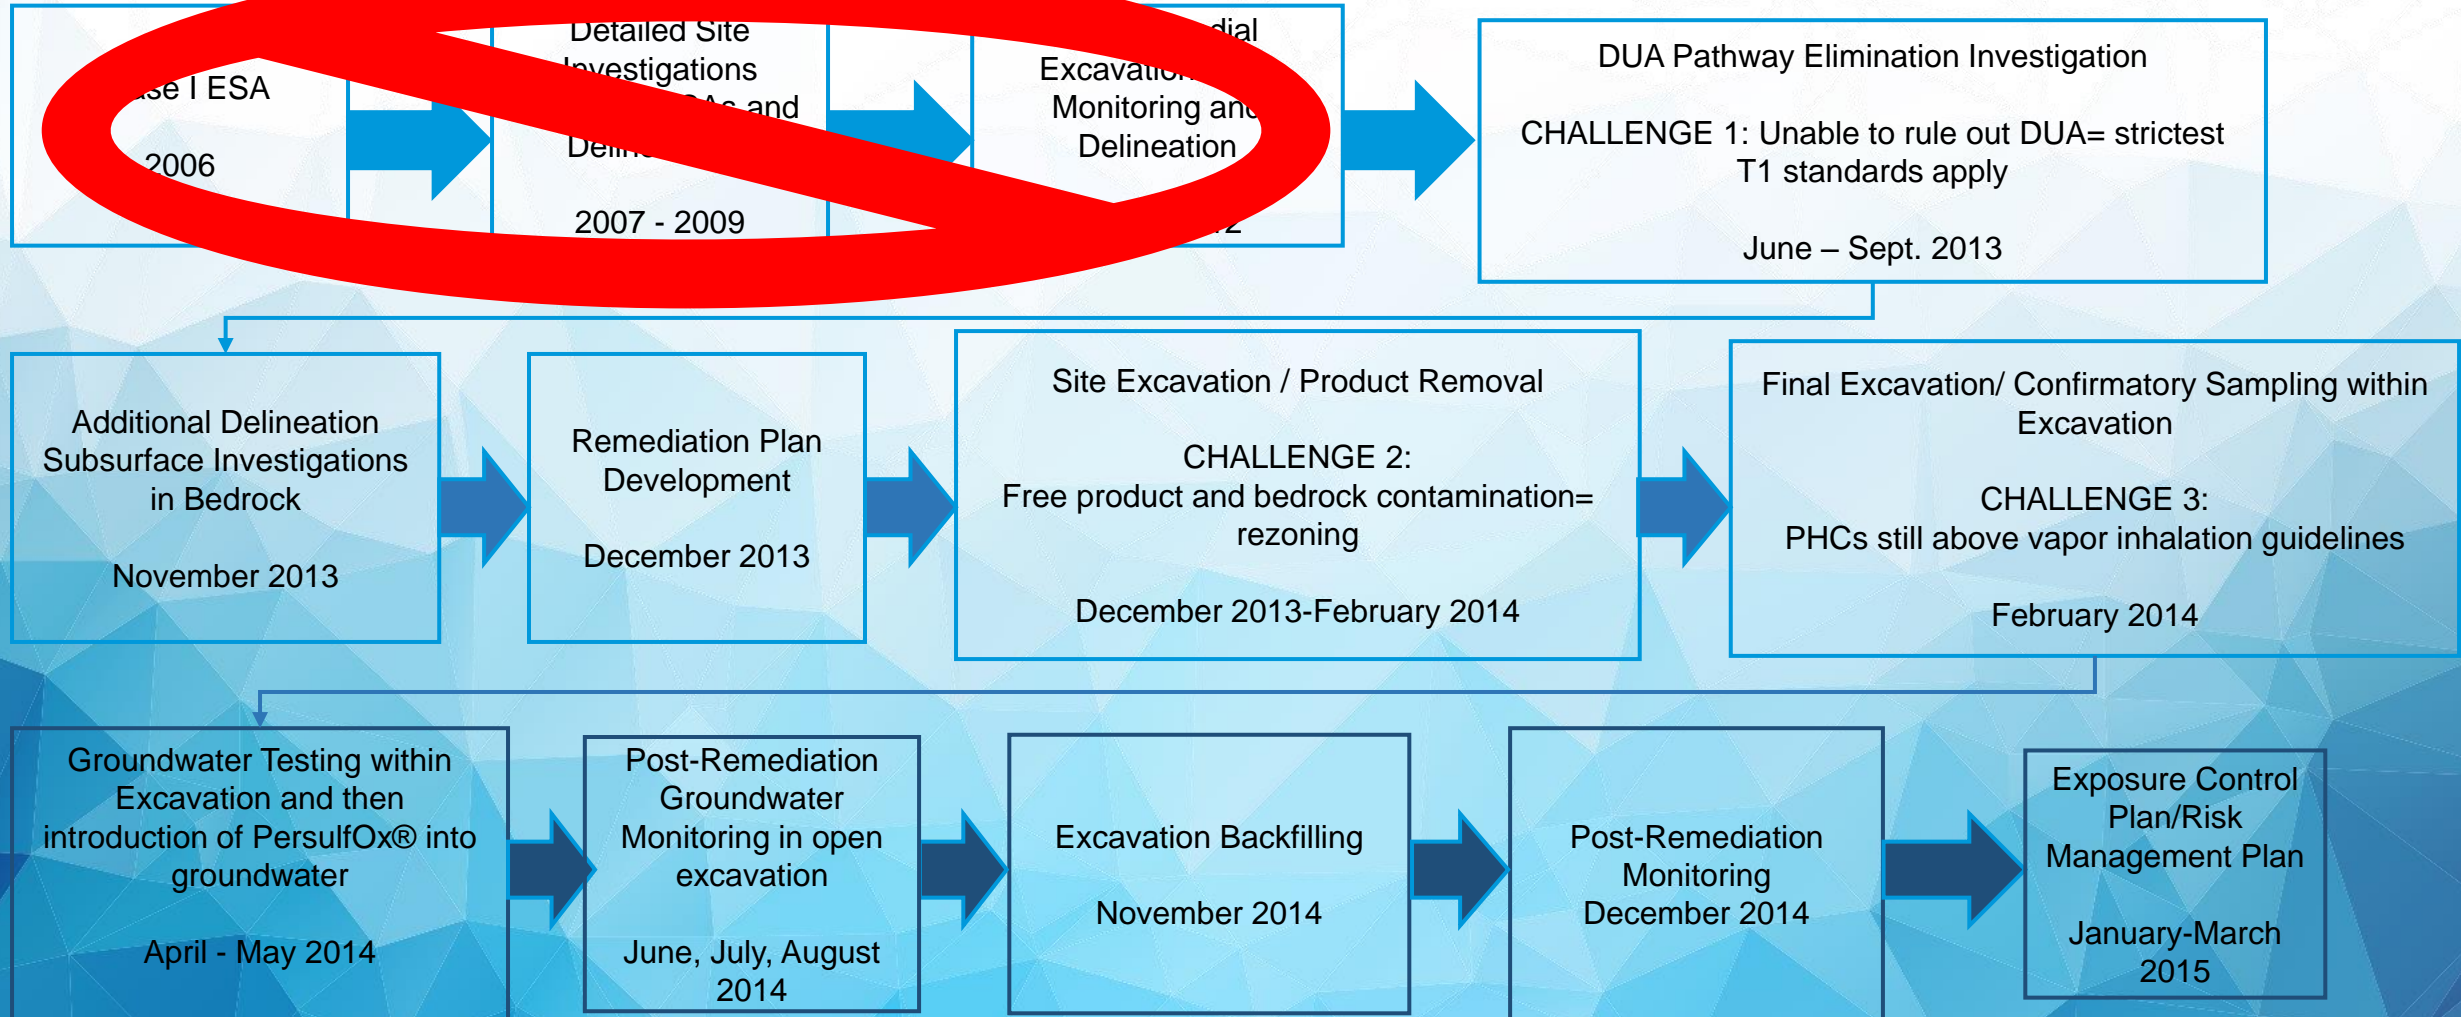 I ESA
2006
Detailed Site
Investigations
and
2007 - 2009
Excavation
Monitoring and
Delineation
DUA Pathway Elimination Investigation
CHALLENGE 1: Unable to rule out DUA= strictest
T1 standards apply
June – Sept. 2013
Additional Delineation
Subsurface Investigations
in Bedrock
November 2013
Remediation Plan
Development
December 2013
Site Excavation / Product Removal
CHALLENGE 2:
Free product and bedrock contamination=
rezoning
December 2013-February 2014
Final Excavation/ Confirmatory Sampling within
Excavation
CHALLENGE 3:
PHCs still above vapor inhalation guidelines
February 2014
Groundwater Testing within
Excavation and then
introduction of PersulfOx® into
groundwater
April - May 2014
Post-Remediation
Groundwater
Monitoring in open
excavation
June, July, August
2014
Excavation Backfilling
November 2014
Post-Remediation
Monitoring
December 2014
Exposure Control
Plan/Risk
Management Plan
January-March
2015